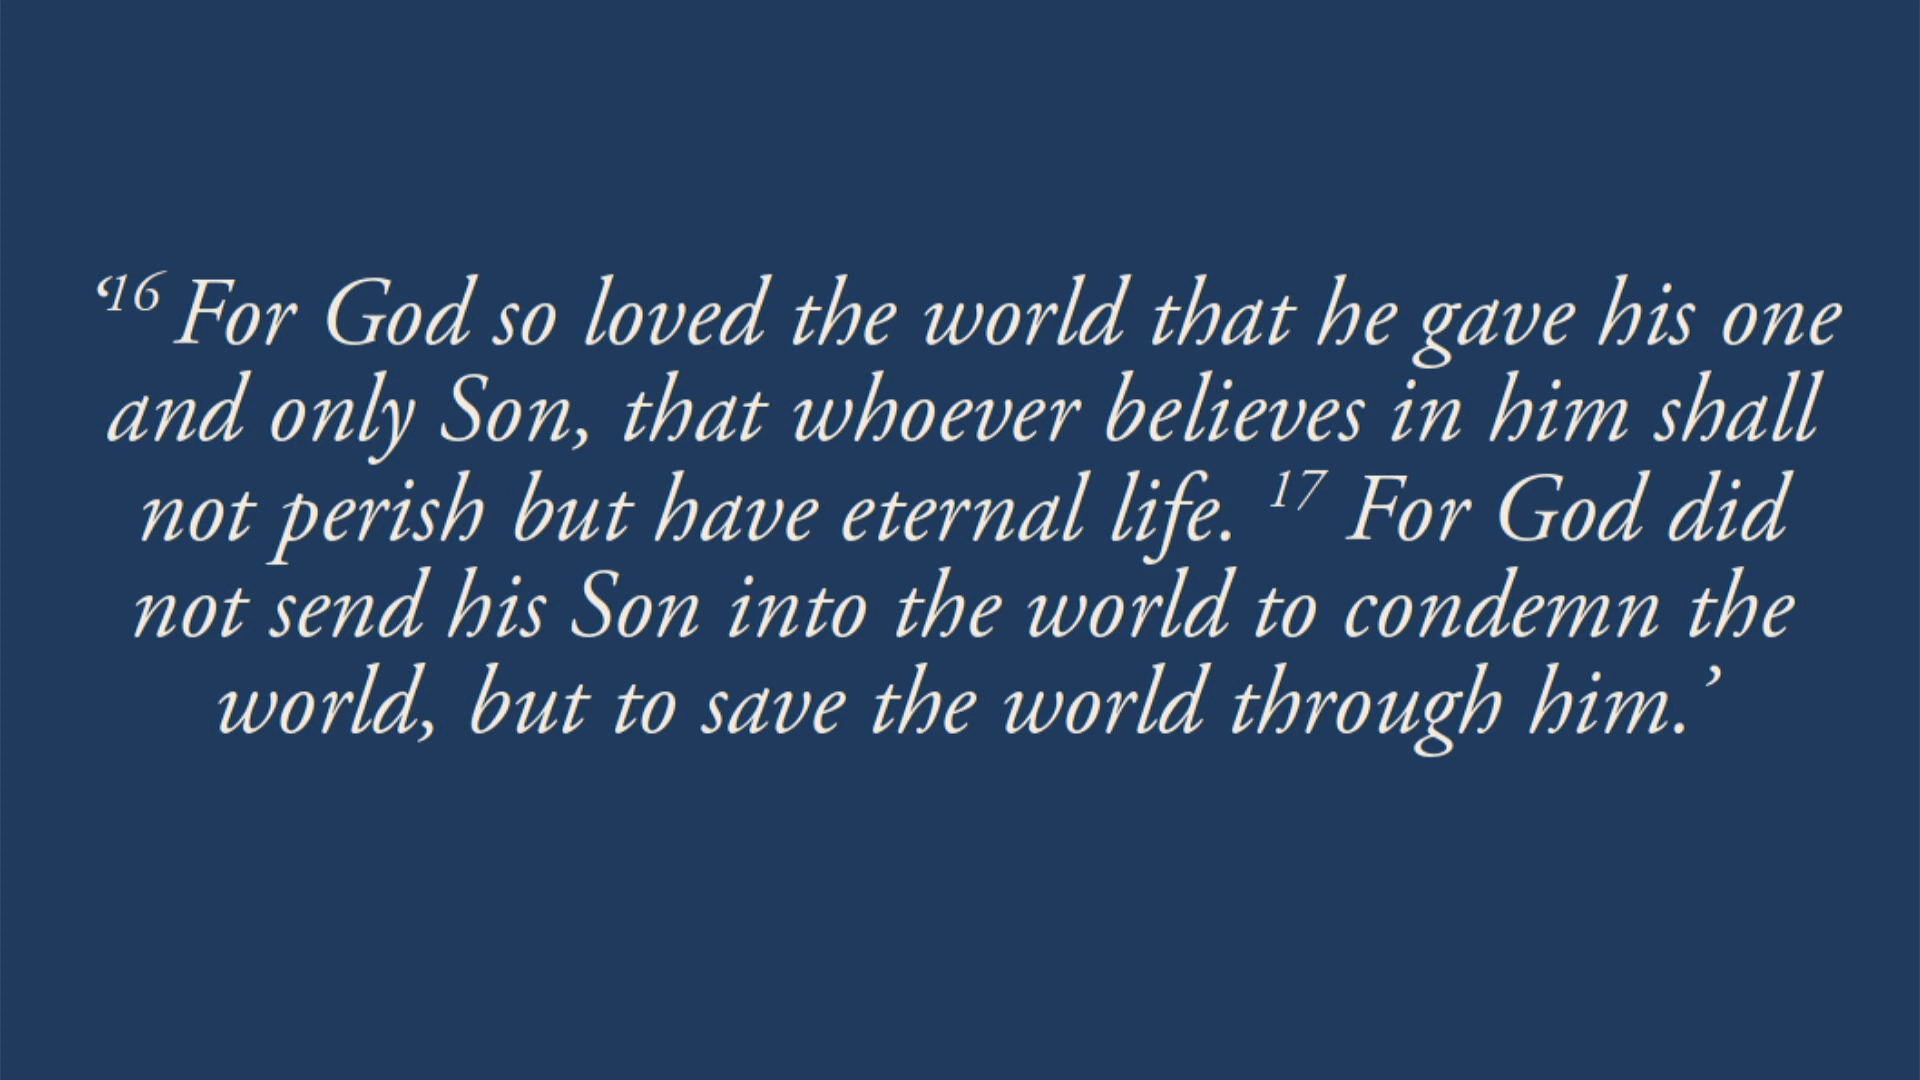 ‘16 For God so loved the world that he gave his one
and only Son, that whoever believes in him shall
not perish but have eternal life. 17 For God did
not send his Son into the world to condemn the
world, but to save the world through him.’